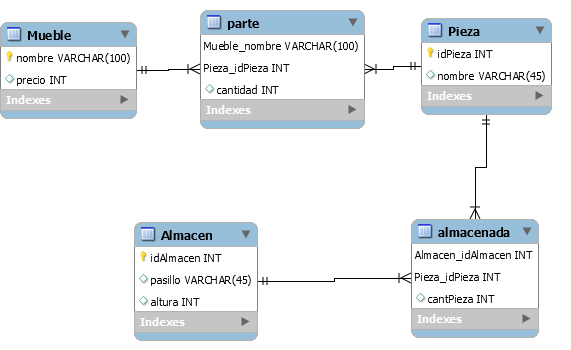 Mueble
nombre VARCHAR(100)
precio INT
Indexes
parte
Mueble_nombre VARCHAR(100)
Pieza_idPieza INT
cantidad INT
Indexes
Pieza
idPieza INT
nombre VARCHAR(45)
Indexes
Almacen
idAlmacen INT
pasillo VARCHAR(45)
altura INT
Indexes
almacenada
Almacen_idAlmacen INT
Pieza_idPieza INT
cantPieza INT
Indexes